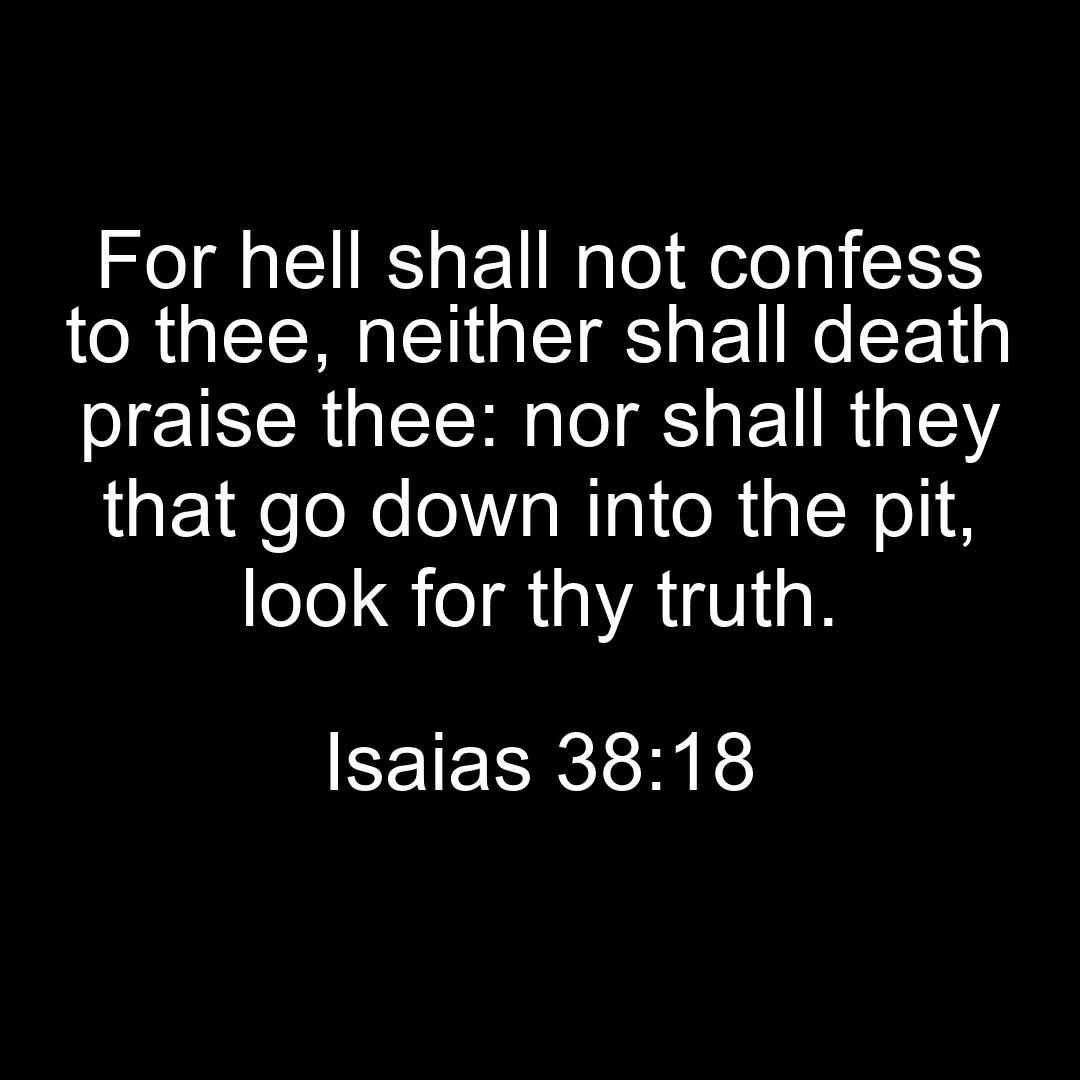 For hell shall not confess
to thee, neither shall death
praise thee: nor shall they
that go down into the pit,
look for thy truth.
Isaias 38:18